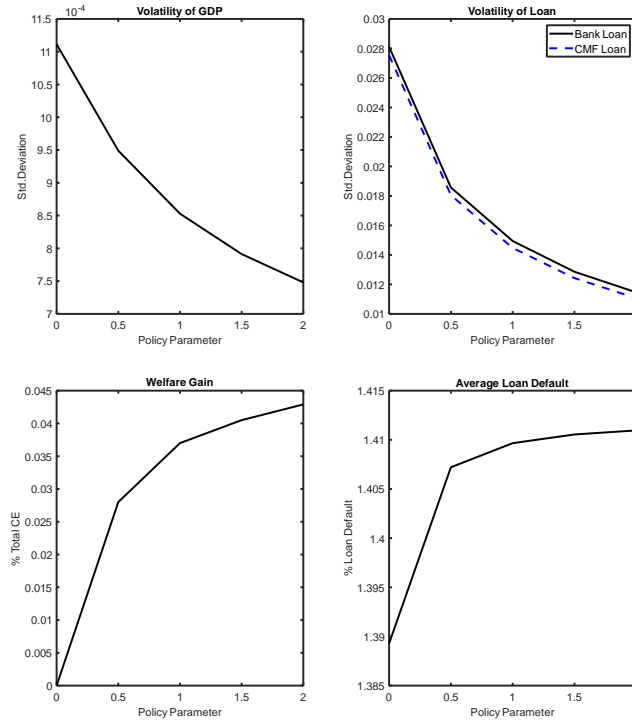 Volatility of GDP
10^-4
11.5
11
10.5
10
9.5
9
8.5
8
7.5
7
Std.Deviation
0 0.5 1 1.5 2
Policy Parameter
Volatility of Loan
Bank Loan
CMF Loan
0.03
0.028
0.026
0.024
0.022
0.02
0.018
0.016
0.014
0.012
0.01
Std.Deviation
0 0.5 1 1.5
Policy Parameter
Welfare Gain
0.045
0.04
0.035
0.03
0.025
0.02
0.015
0.01
0.005
0
% Total CE
0 0.5 1 1.5 2
Policy Parameter
Average Loan Default
1.415
1.41
1.405
1.4
1.395
1.39
1.385
% Loan Default
0 0.5 1 1.5
Policy Parameter